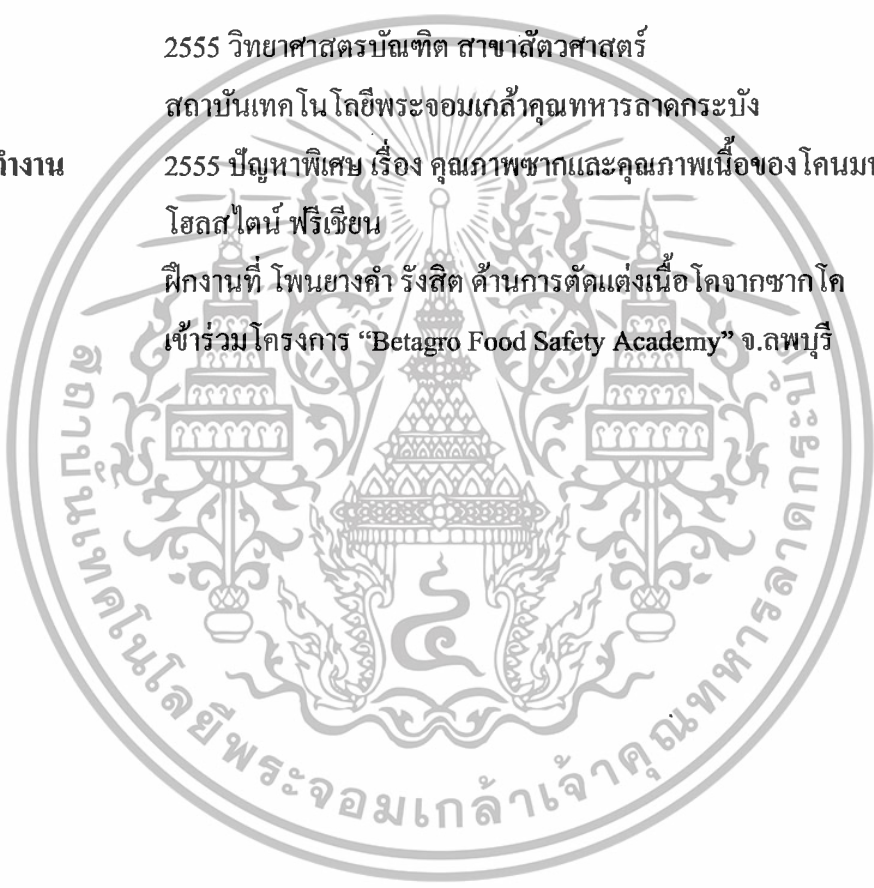 2555 วิทยาศาสตรบัณฑิต สาขาสัตวศาสตร์
สถาบันเทคโนโลยีพระจอมเกล้าคุณทหารลาดกระบัง
2555 ปัญหาพิเศษ เรื่อง คุณภาพซากและคุณภาพเนื้อของโคนม
โฮลสไตน์ ฟรีเชียน
ฝึกงานที่ โพนยางคำ รังสิต ด้านการตัดแต่งเนื้อโคจากซากโค
เข้าร่วมโครงการ “Betagro Food Safety Academy” จ.ลพบุรี
สถาบันเทคโนโลยีพระจอมเกล้าเจ้าคุณทหารลาดกระบัง